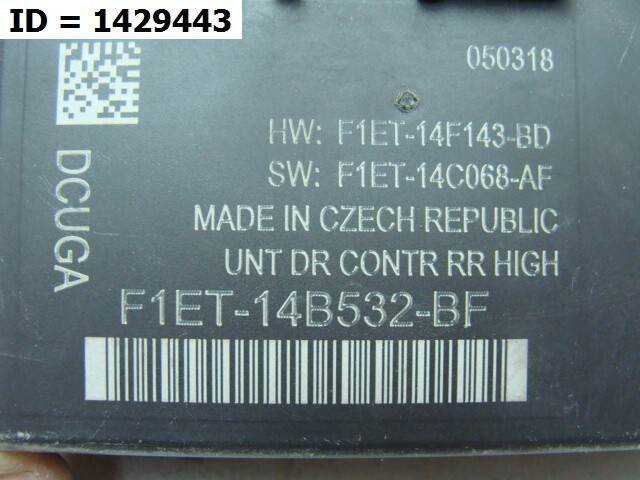 ID = 1429443
050318
HW: F1ET-14F143-BD
SW: F1ET-14C068-AF
MADE IN CZECH REPUBLIC
UNT DR CONTR RR HIGH
DCUGA
F1ET-14B532-BF